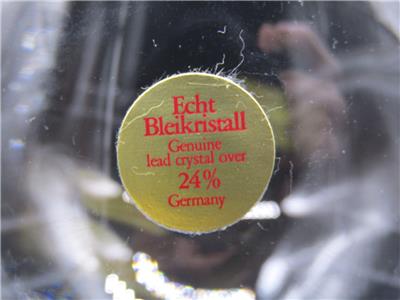 Echt
Bleikristall
Genuine
lead crystal over
24%
Germany